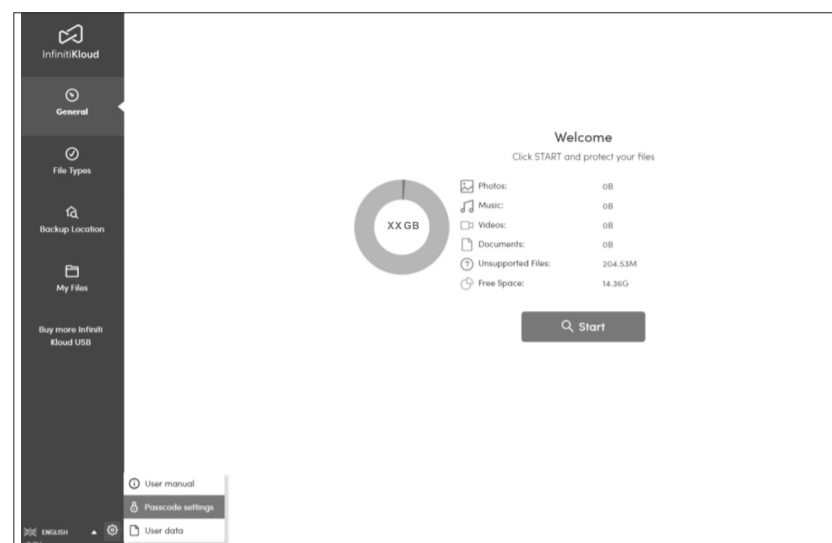 InfinitiKloud
General
File Types
Backup Location
My Files
Buy more Infiniti
Kloud USB
ENGLISH
Welcome
Click START and protect your files
XX GB
Photos: 0B
Music: 0B
Videos: 0B
Documents: 0B
Unsupported Files: 204.53M
Free Space: 14.36G
Start
User manual
Passcode settings
User data